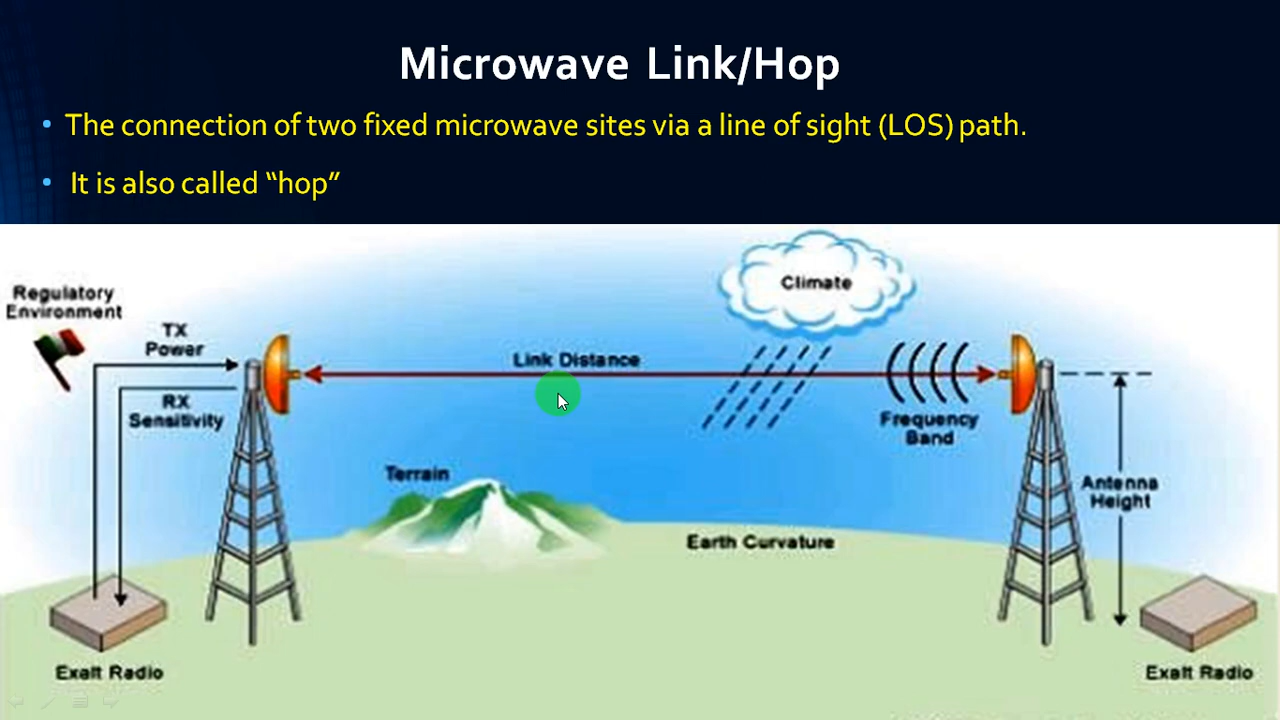 Microwave Link/Hop
• The connection of two fixed microwave sites via a line of sight (LOS) path.
• It is also called “hop”
Climate
Regulatory
Environment
TX
Power
Link Distance
RX
Sensitivity
Frequency
Band
Terrain
Antenna
Height
Earth Curvature
Exalt Radio
Exalt Radio